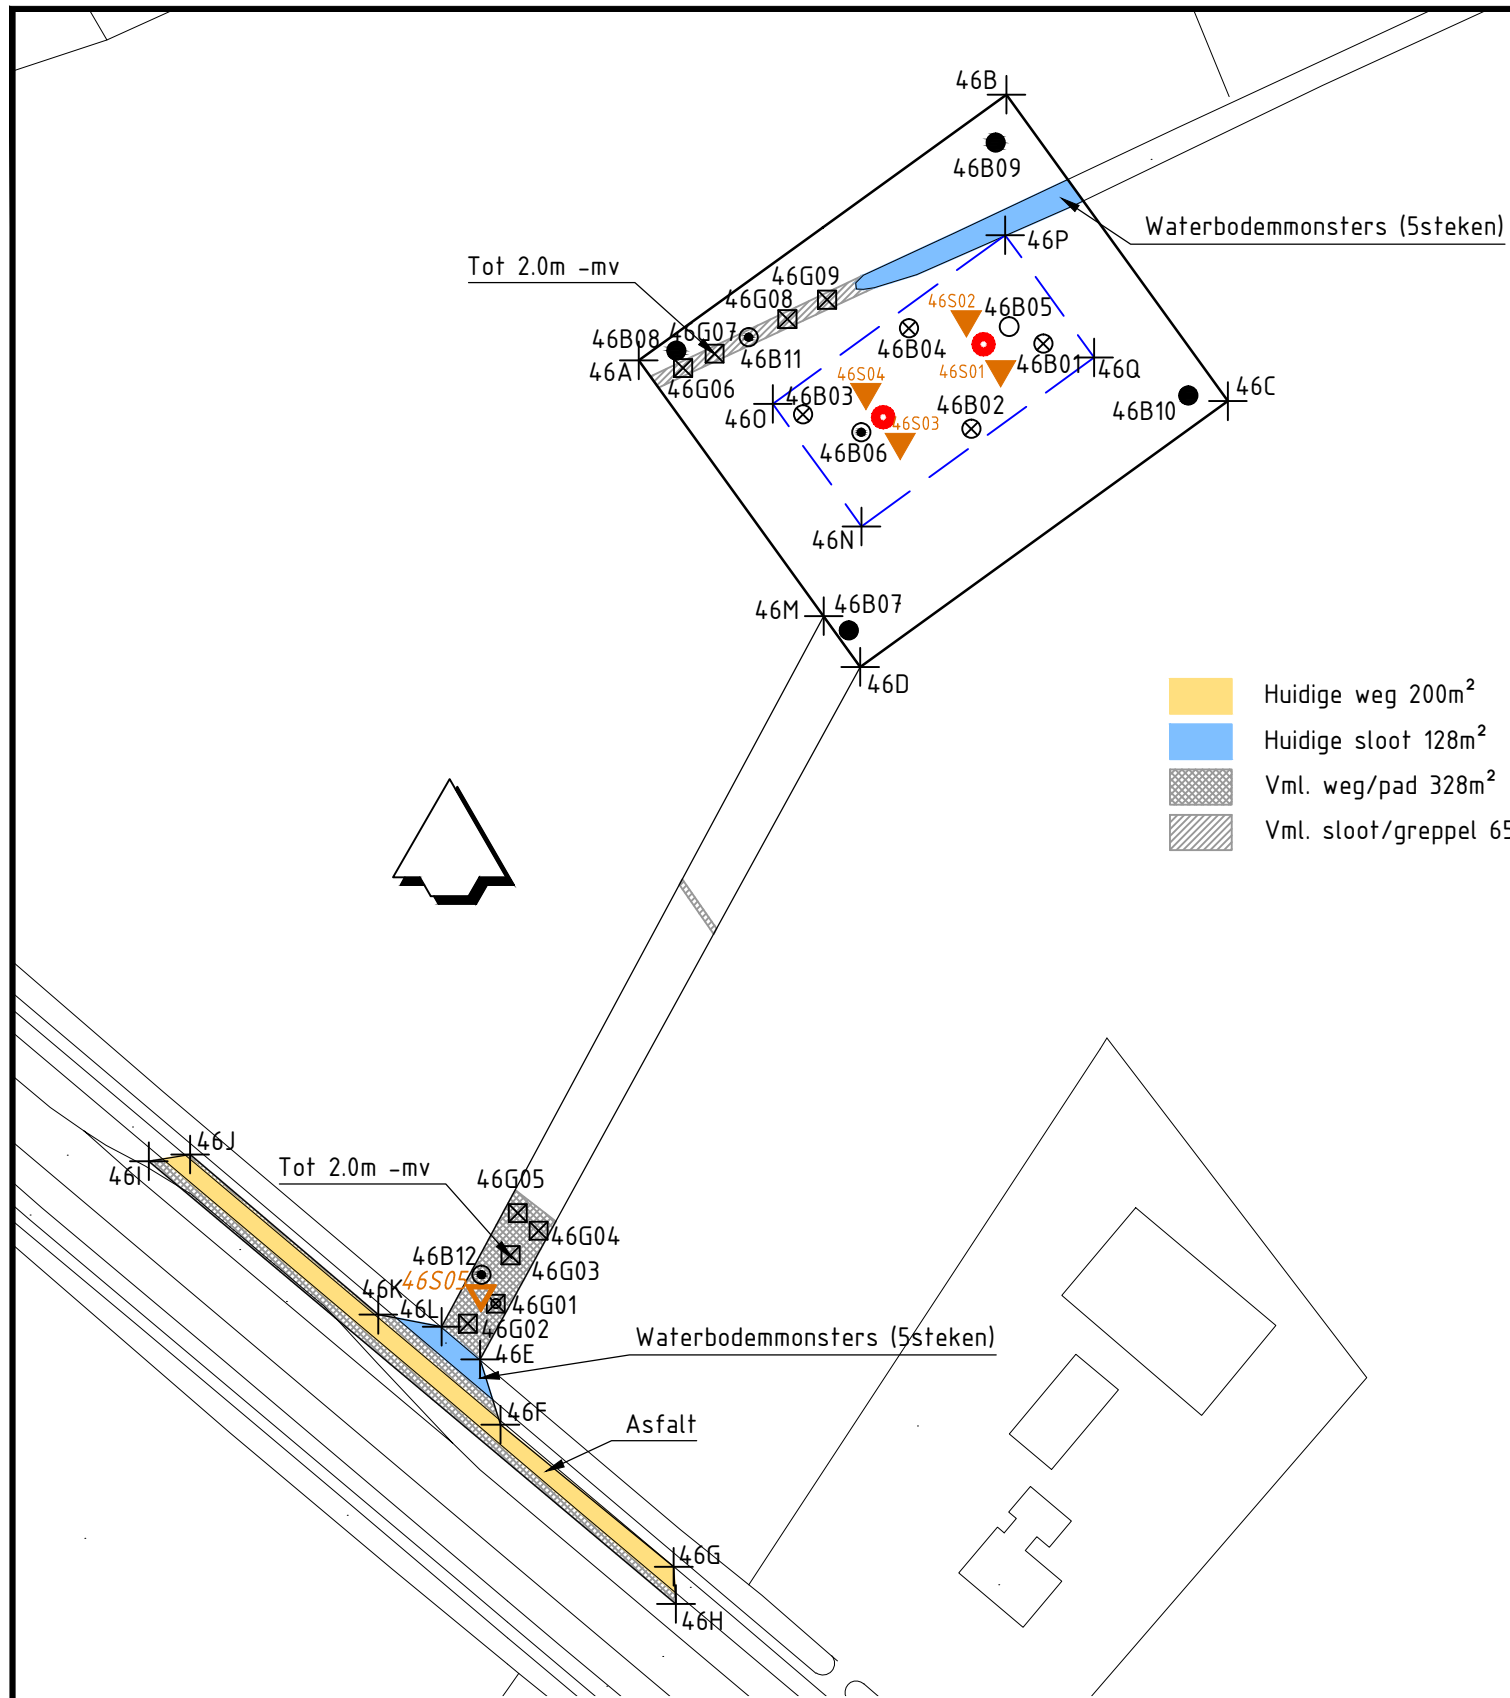 46B
46B09
Waterbodemmonsters (5steken)
46P
Tot 2.0m -mv
46G09
46G08
46S02
46B05
46B08
46G07
46B04
46B01
46A
46B11
46G06
46S04
46S01
46Q
46C
46B03
46B02
46B10
46O
46S03
46B06
46N
46M
46B07
46D
Huidige weg 200m²
Huidige sloot 128m²
Vml. weg/pad 328m²
Vml. sloot/greppel 65
46J
46I
Tot 2.0m -mv
46G05
46G04
46B12
46G03
46S05
46K
46L
46G01
46G02
Waterbodemmonsters (5steken)
46E
46F
Asfalt
46G
46H